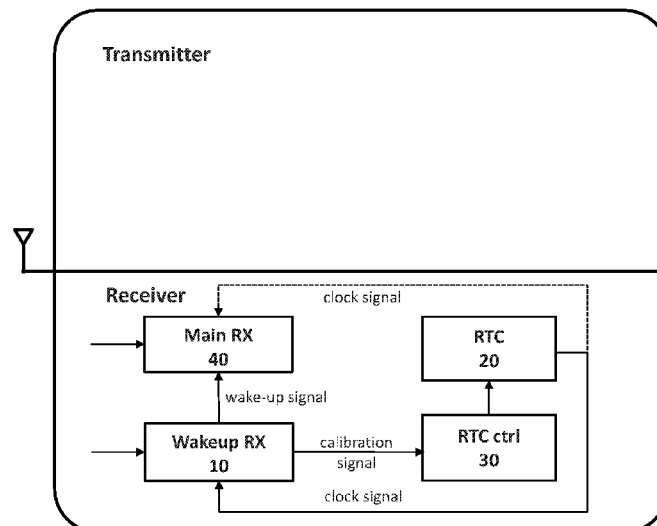 Transmitter
Receiver
clock signal
Main RX
40
RTC
20
wake-up signal
Wakeup RX
10
calibration
signal
RTC ctrl
30
clock signal